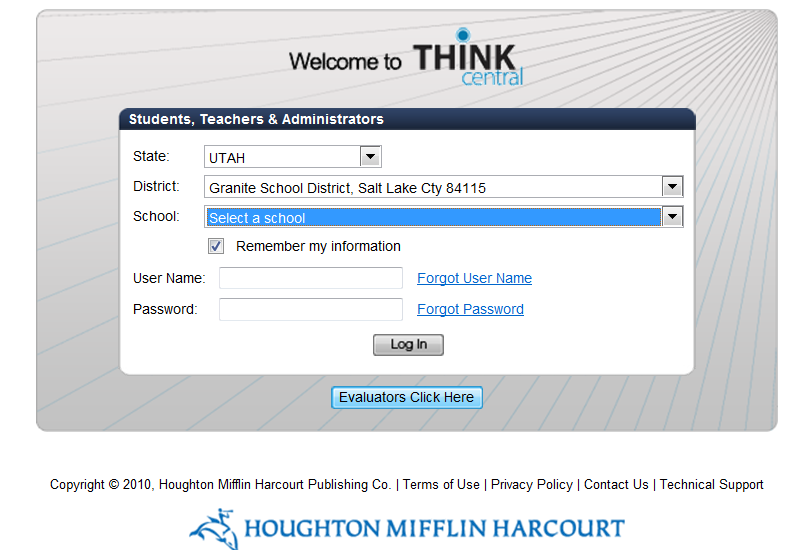 Welcome to THINK central
Students, Teachers & Administrators
State: UTAH
District: Granite School District, Salt Lake Cty 84115
School: Select a school
Remember my information
User Name: Forgot User Name
Password: Forgot Password
Log In
Evaluators Click Here
Copyright © 2010, Houghton Mifflin Harcourt Publishing Co. | Terms of Use | Privacy Policy | Contact Us | Technical Support
HOUGHTON MIFFLIN HARCOURT